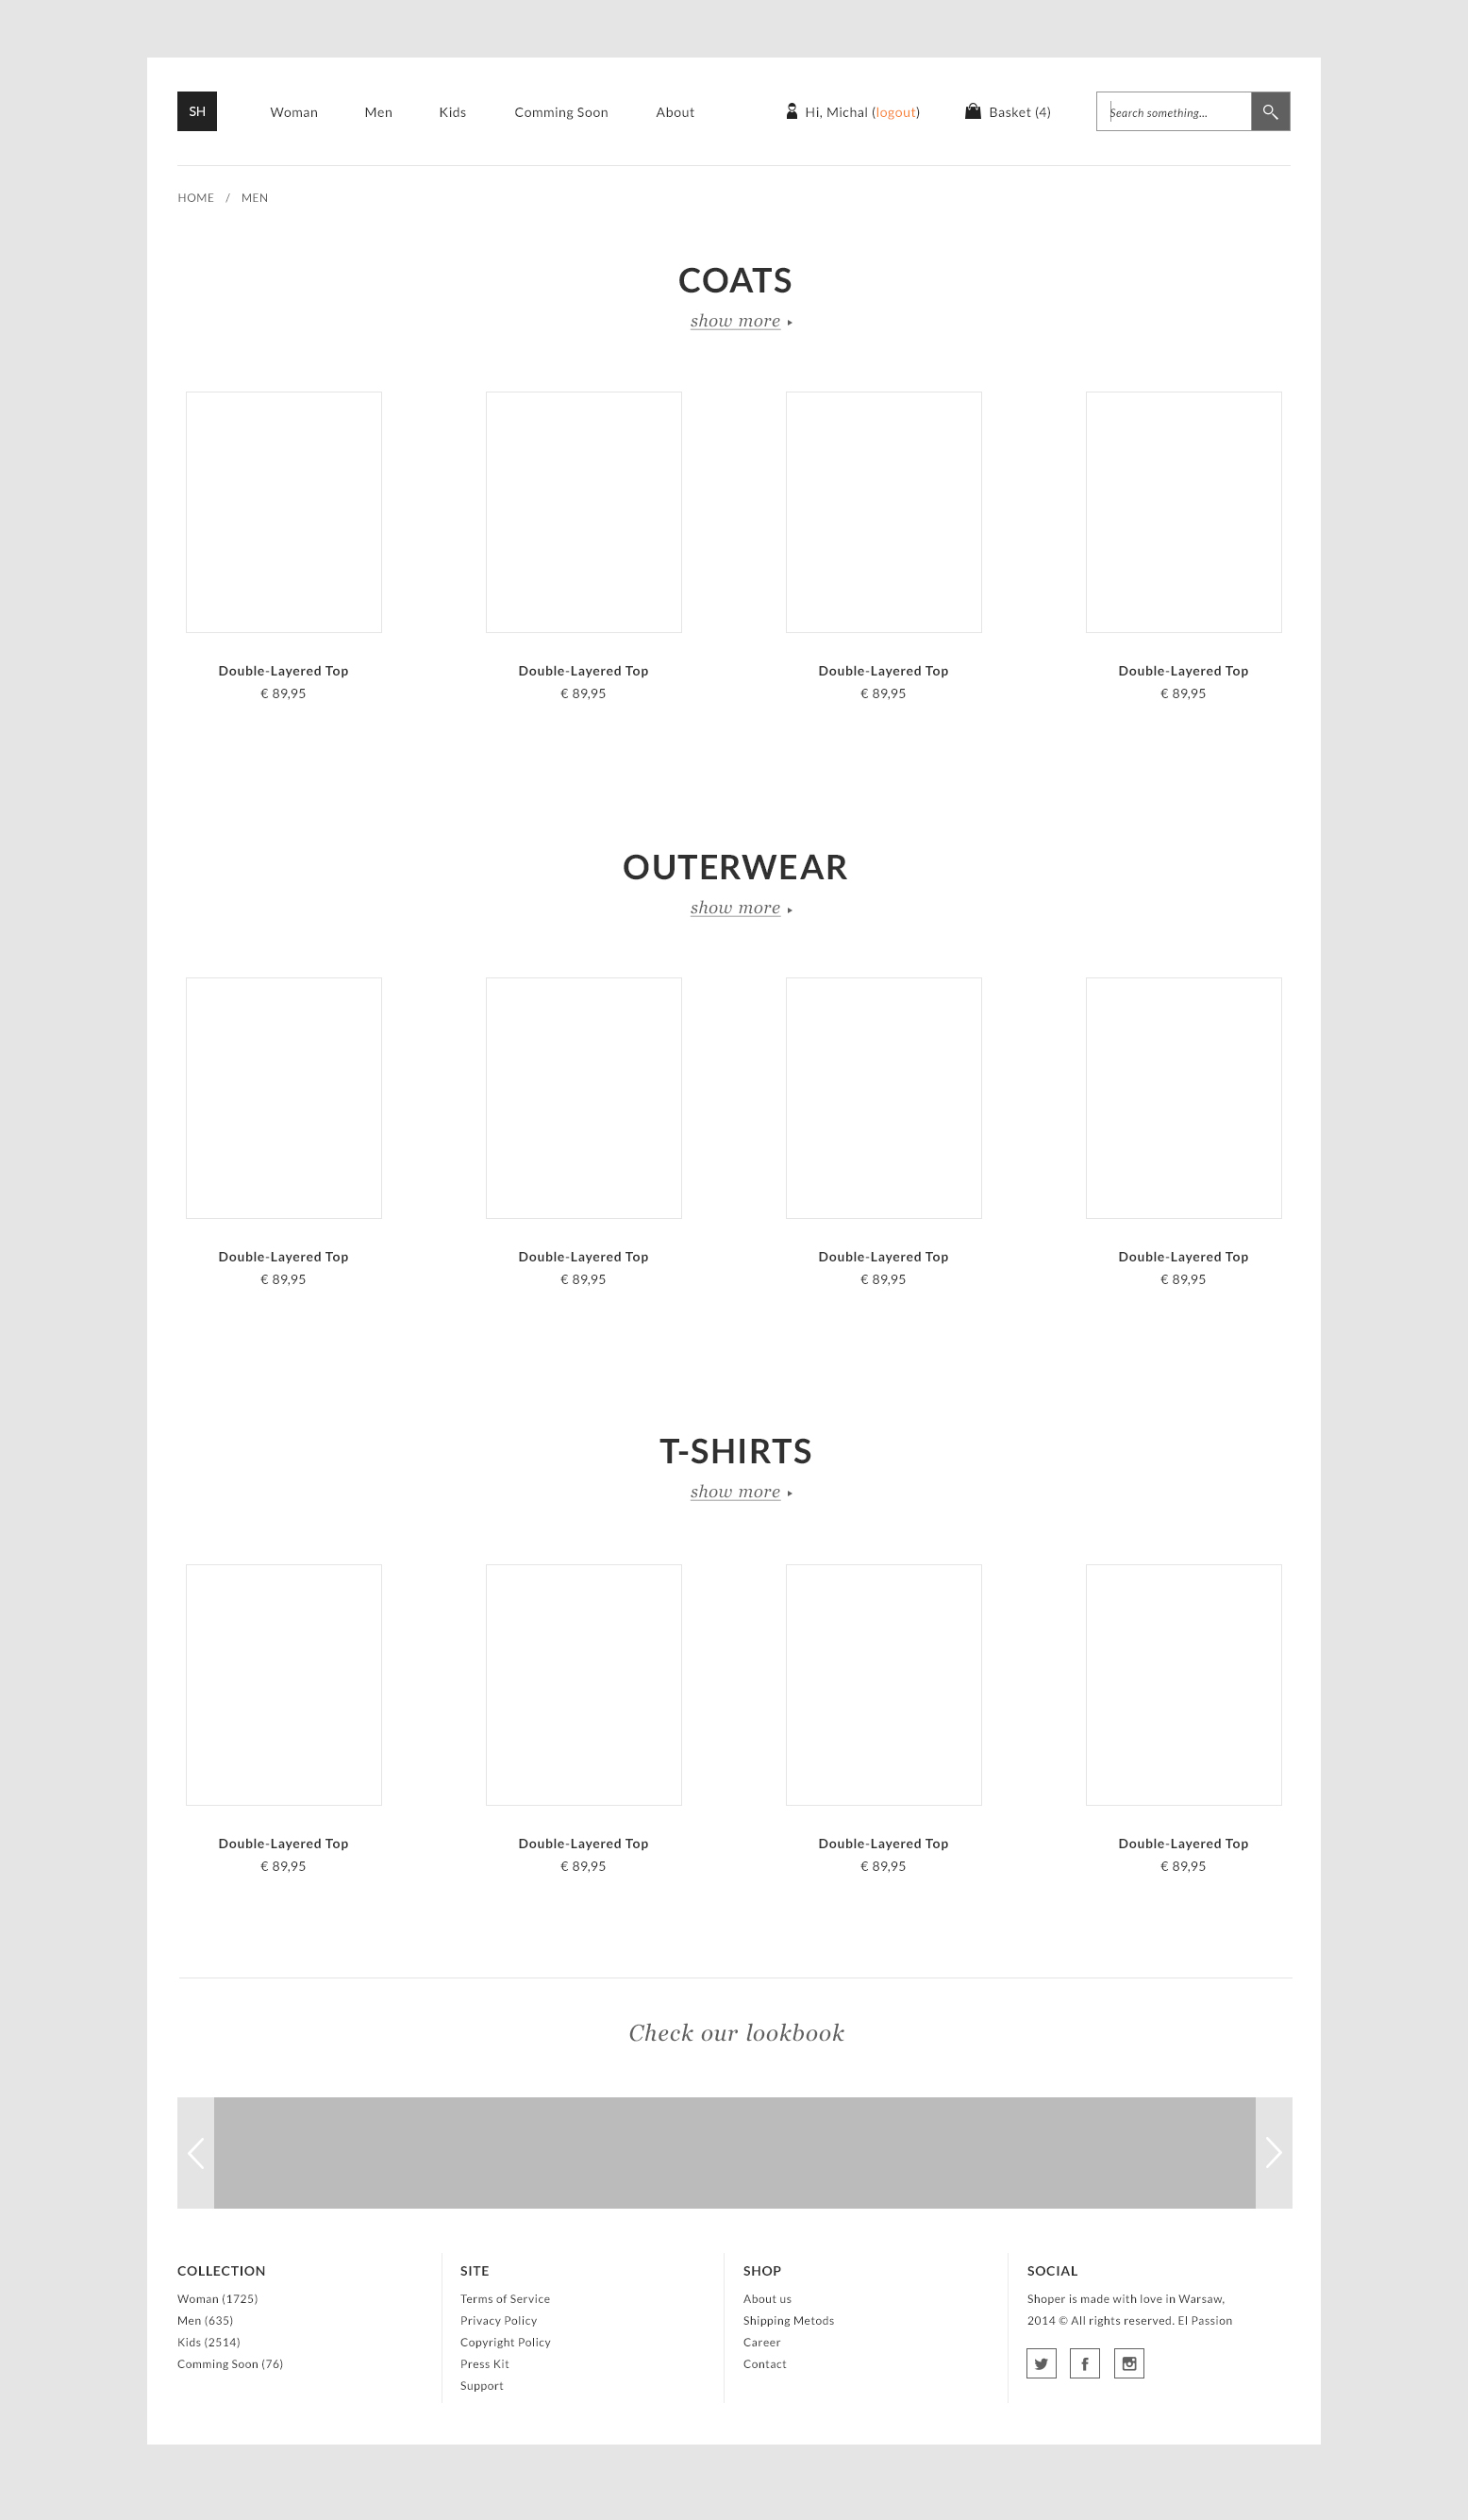 SH Woman Men Kids Comming Soon About Hi, Michal (logout) Basket (4) Search something...
HOME / MEN
COATS
show more
Double-Layered Top Double-Layered Top Double-Layered Top Double-Layered Top
€ 89,95 € 89,95 € 89,95 € 89,95
OUTERWEAR
show more
Double-Layered Top Double-Layered Top Double-Layered Top Double-Layered Top
€ 89,95 € 89,95 € 89,95 € 89,95
T-SHIRTS
show more
Double-Layered Top Double-Layered Top Double-Layered Top Double-Layered Top
€ 89,95 € 89,95 € 89,95 € 89,95
Check our lookbook
COLLECTION
Woman (1725)
Men (635)
Kids (2514)
Comming Soon (76)
SITE
Terms of Service
Privacy Policy
Copyright Policy
Press Kit
Support
SHOP
About us
Shipping Metods
Career
Contact
SOCIAL
Shoper is made with love in Warsaw,
2014 © All rights reserved. El Passion